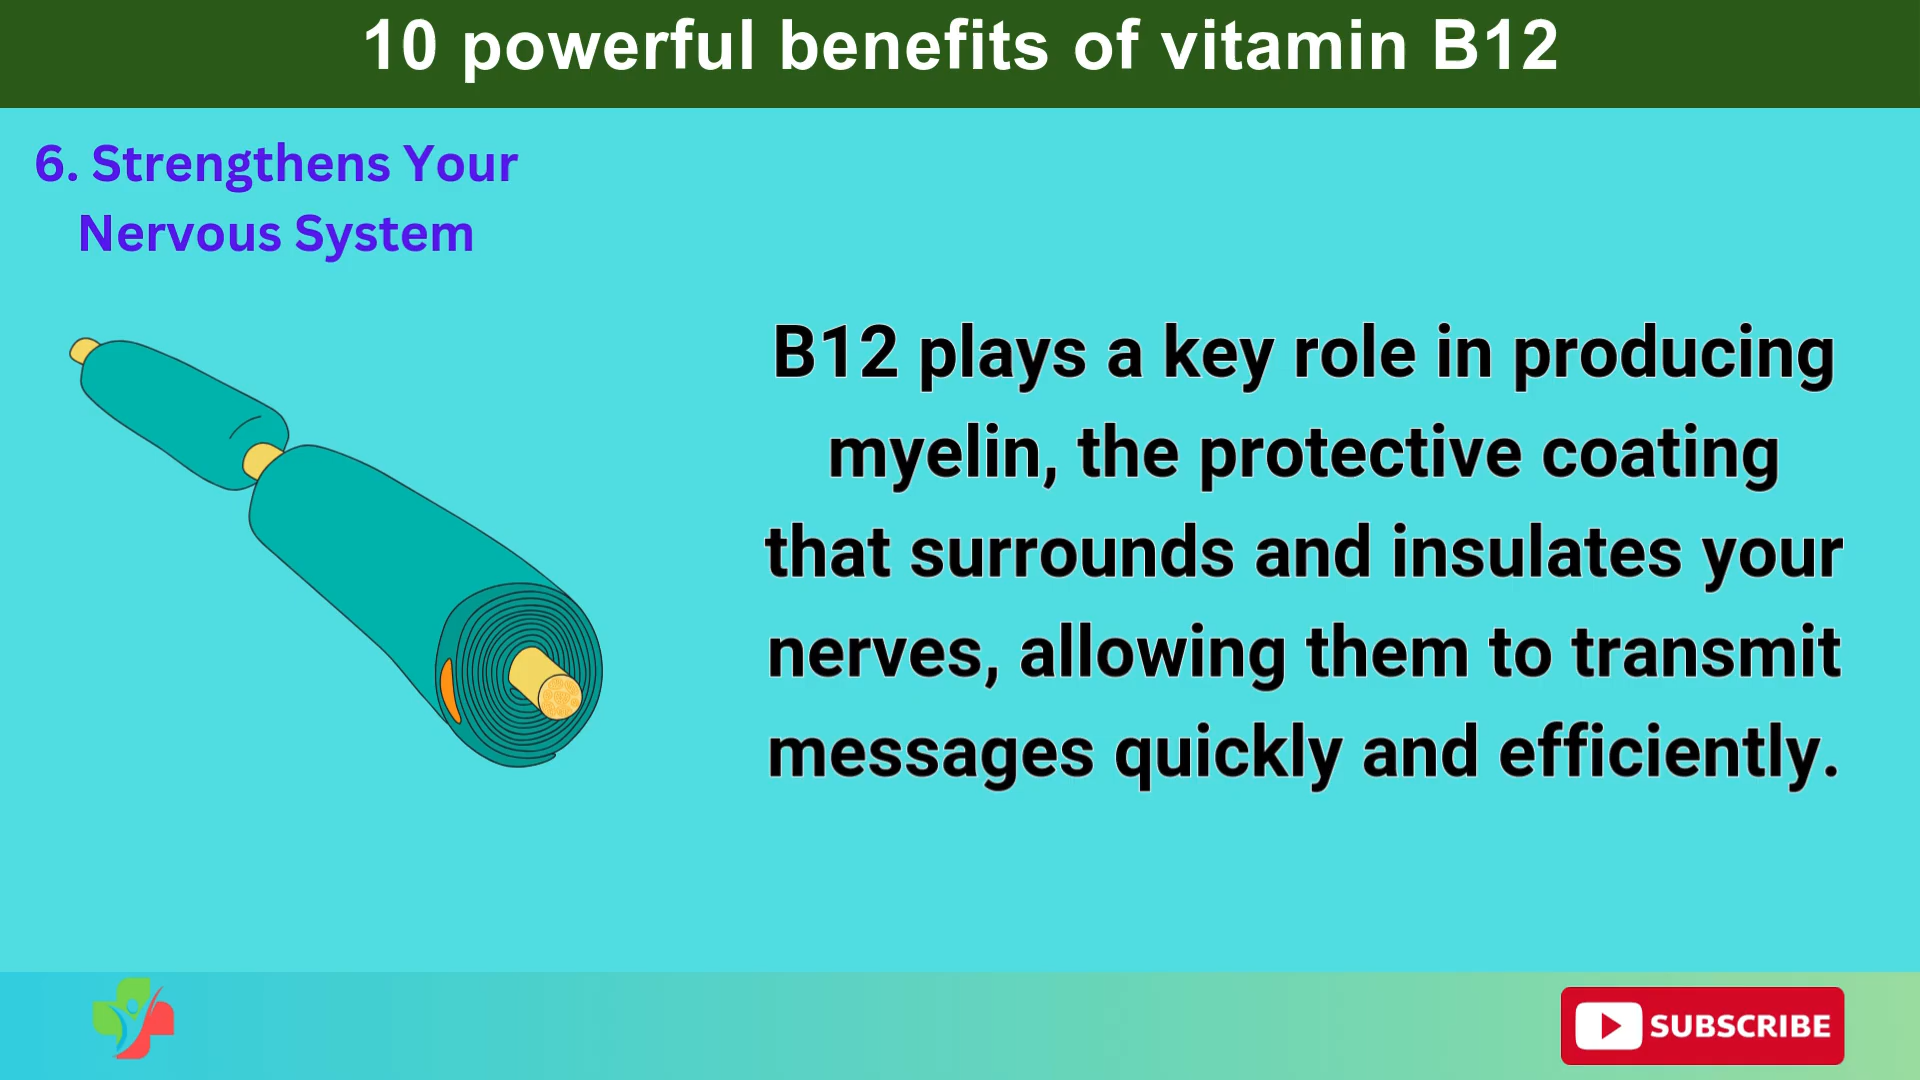 10 powerful benefits of vitamin B12
6. Strengthens Your
Nervous System
B12 plays a key role in producing
myelin, the protective coating
that surrounds and insulates your
nerves, allowing them to transmit
messages quickly and efficiently.
SUBSCRIBE